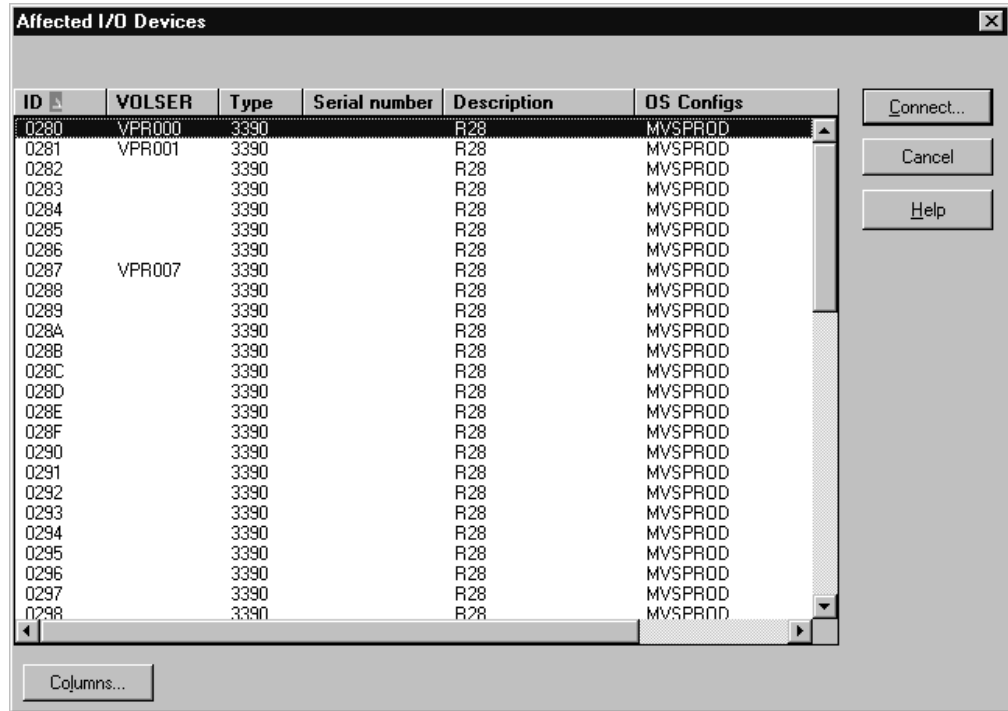 Affected I/O Devices
ID VOLSER Type Serial number Description OS Configs
0280 VPR000 3390 R28 MVSPROD
0281 VPR001 3390 R28 MVSPROD
0282 3390 R28 MVSPROD
0283 3390 R28 MVSPROD
0284 3390 R28 MVSPROD
0285 3390 R28 MVSPROD
0286 3390 R28 MVSPROD
0287 VPR007 3390 R28 MVSPROD
0288 3390 R28 MVSPROD
0289 3390 R28 MVSPROD
028A 3390 R28 MVSPROD
028B 3390 R28 MVSPROD
028C 3390 R28 MVSPROD
028D 3390 R28 MVSPROD
028E 3390 R28 MVSPROD
028F 3390 R28 MVSPROD
0290 3390 R28 MVSPROD
0291 3390 R28 MVSPROD
0292 3390 R28 MVSPROD
0293 3390 R28 MVSPROD
0294 3390 R28 MVSPROD
0295 3390 R28 MVSPROD
0296 3390 R28 MVSPROD
0297 3390 R28 MVSPROD
0298 3390 R28 MVSPROD
Connect...
Cancel
Help
Columns...